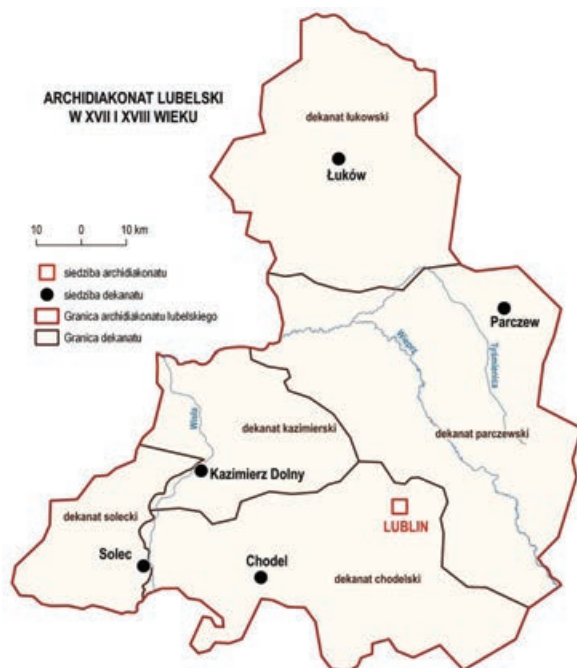 ARCHIDIAKONAT LUBELSKI
W XVII I XVIII WIEKU
10 0 10 km
siedziba archidiakonatu
siedziba dekanatu
Granica archidiakonatu lubelskiego
Granica dekanatu
dekanat łukowski
Łuków
Parczew
Wieprz
Tyśmienica
Wisła
dekanat kazimierski
dekanat parczewski
Kazimierz Dolny
dekanat solecki
LUBLIN
Solec
Chodel
dekanat chodelski